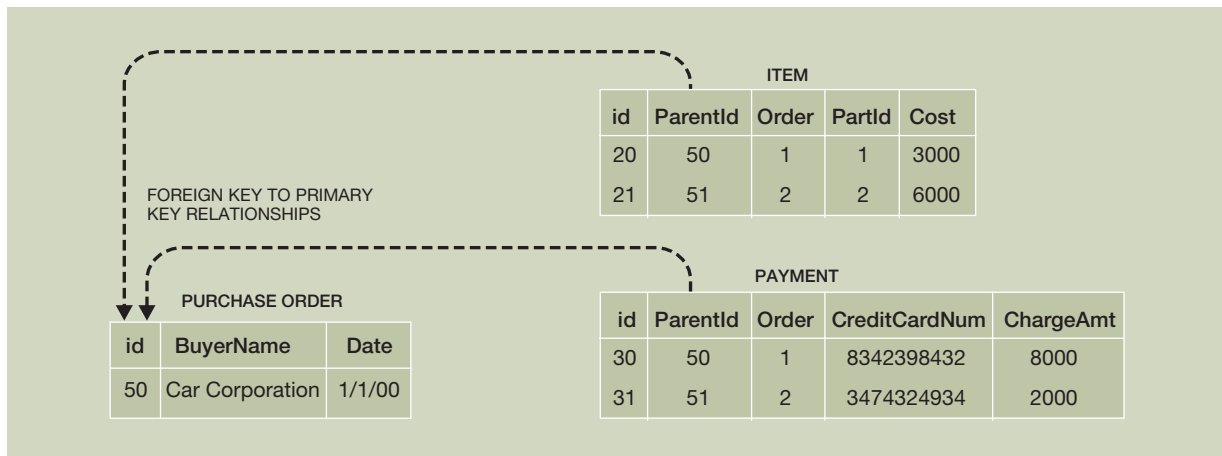 ITEM
id ParentId Order PartId Cost
20 50 1 1 3000
21 51 2 2 6000
FOREIGN KEY TO PRIMARY
KEY RELATIONSHIPS
PURCHASE ORDER
id BuyerName Date
50 Car Corporation 1/1/00
PAYMENT
id ParentId Order CreditCardNum ChargeAmt
30 50 1 8342398432 8000
31 51 2 3474324934 2000